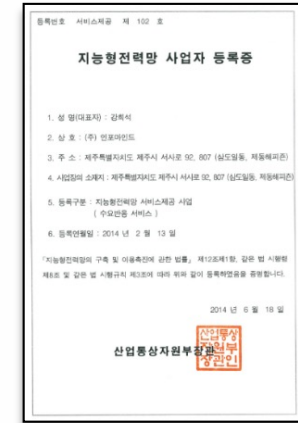 등록번호 서비스제공 제 102 호
지능형전력망 사업자 등록증
1. 성 명(대표자) : 강희석
2. 상 호 : (주) 인포마인드
3. 주 소 : 제주특별자치도 제주시 서사로 92, 807 (삼도일동, 제동해피존)
4. 사업장의 소재지 : 제주특별자치도 제주시 서사로 92, 807 (삼도일동, 제동해피존)
5. 등록구분 : 지능형전력망 서비스제공 사업
( 수요반응 서비스 )
6. 등록연월일 : 2014 년 2 월 13 일
「지능형전력망의 구축 및 이용촉진에 관한 법률」 제12조제1항, 같은 법 시행령
제8조 및 같은 법 시행규칙 제3조에 따라 위와 같이 등록하였음을 증명합니다.
2014 년 6 월 18 일
산업통상자원부장관
산업통상
자원부
장관인